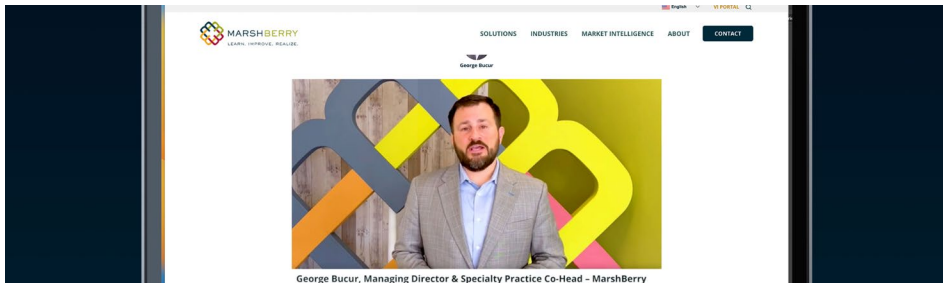 English
VI PORTAL
MARSHBERRY
LEARN. IMPROVE. REALIZE.
SOLUTIONS INDUSTRIES MARKET INTELLIGENCE ABOUT CONTACT
George Bucur
George Bucur, Managing Director & Specialty Practice Co-Head – MarshBerry